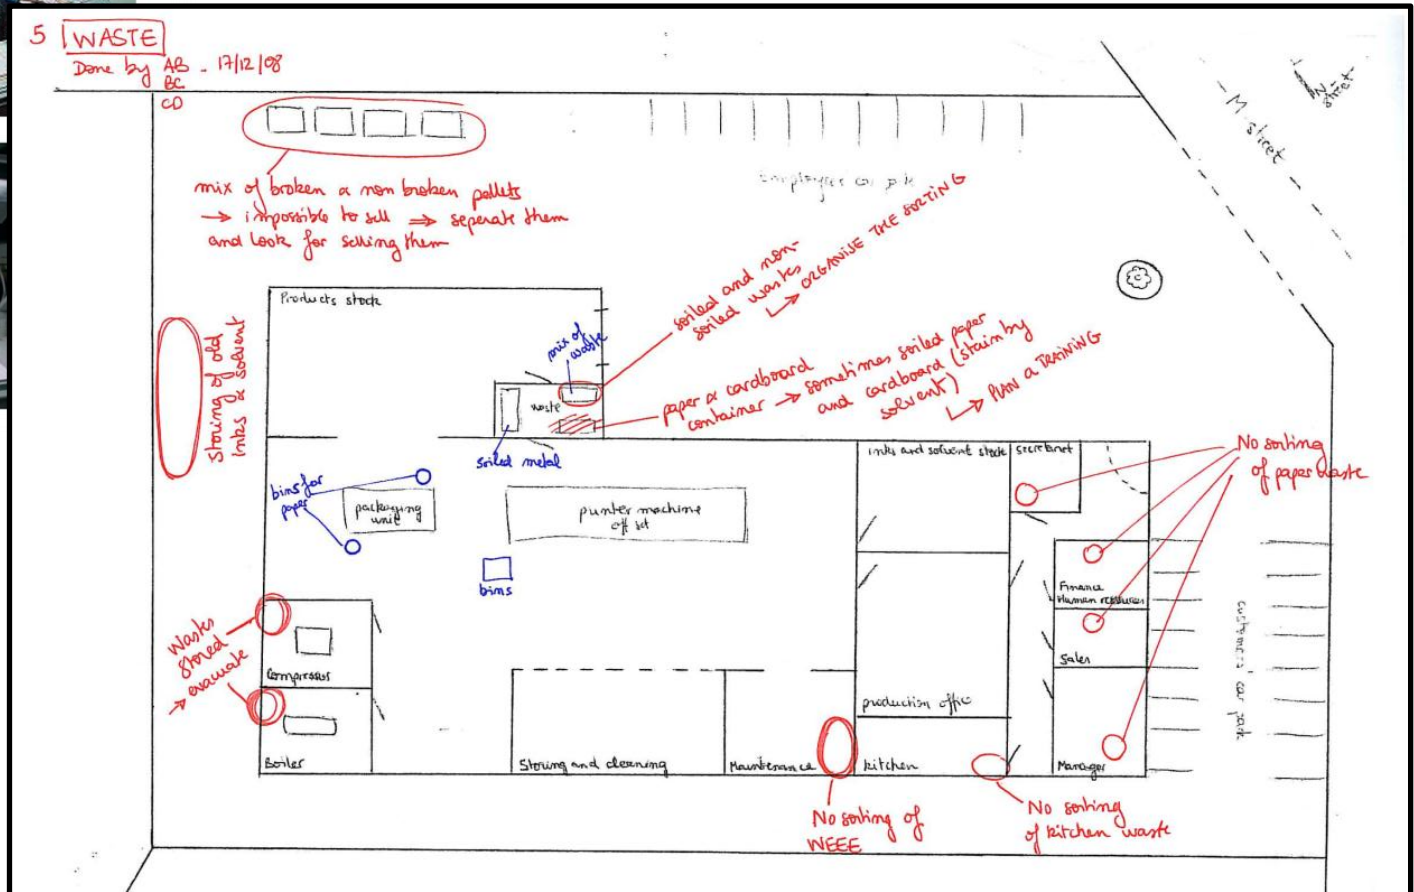 5 WASTE
Done by AB - 17/12/08
BC
CD
N street
M street
mix of broken & non broken pallets
→ impossible to sell ⇒ seperate them
and look for selling them
Employees car park
soiled and non-
soiled wastes
↳ ORGANISE THE SORTING
Products stock
Storing of old
Inks & solvent
mix of
waste
waste
paper & cardboard
container → sometimes soiled paper
and cardboard (stain by
solvent)
↳ PLAN A TRAINING
soiled metal
inks and solvent stock
No sorting
of paper waste
bins for
paper
packaging
unit
printer machine
off set
bins
Finance
Human resources
Wastes
stored
→ evacuate
Sales
customers' car park
Compressor
production office
Boiler
Storing and cleaning
Maintenance
kitchen
Manager
No sorting of
WEEE
No sorting
of kitchen waste